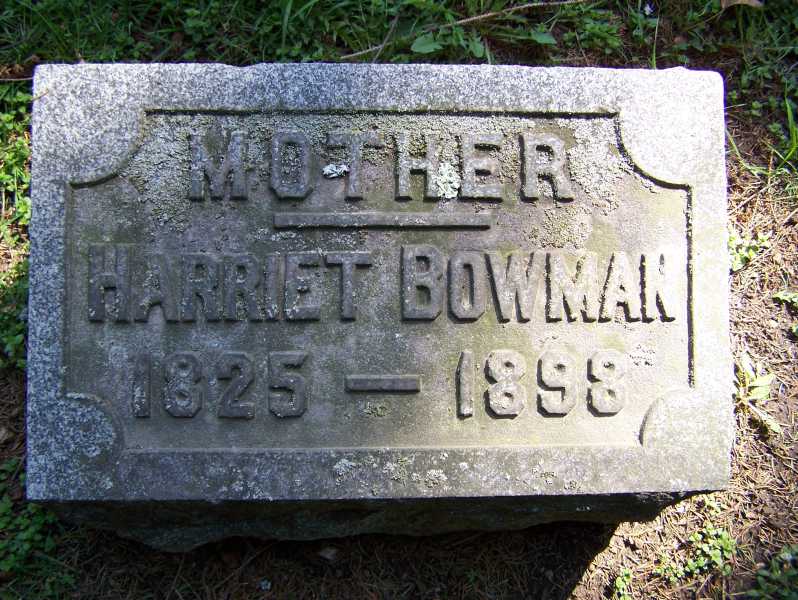 MOTHER
HARRIET BOWMAN
1825 — 1898